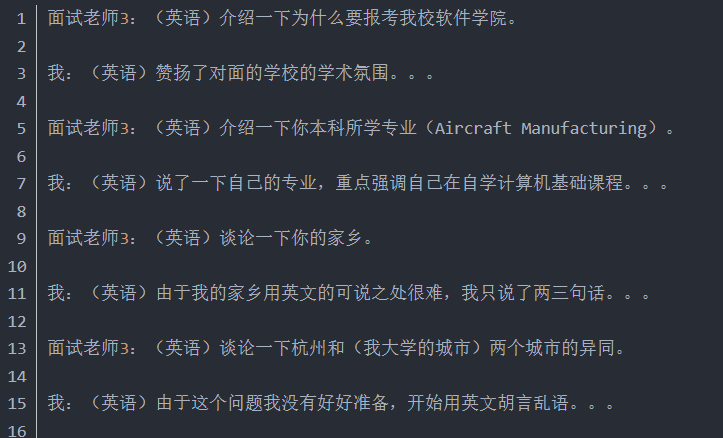 1 面试老师3：（英语）介绍一下为什么要报考我校软件学院。
2
3 我：（英语）赞扬了对面的学校的学术氛围。。。
4
5 面试老师3：（英语）介绍一下你本科所学专业（Aircraft Manufacturing）。
6
7 我：（英语）说了一下自己的专业，重点强调自己在自学计算机基础课程。。。
8
9 面试老师3：（英语）谈论一下你的家乡。
10
11 我：（英语）由于我的家乡用英文的可说之处很难，我只说了两三句话。。。
12
13 面试老师3：（英语）谈论一下杭州和（我大学的城市）两个城市的异同。
14
15 我：（英语）由于这个问题我没有好好准备，开始用英文胡言乱语。。。
16